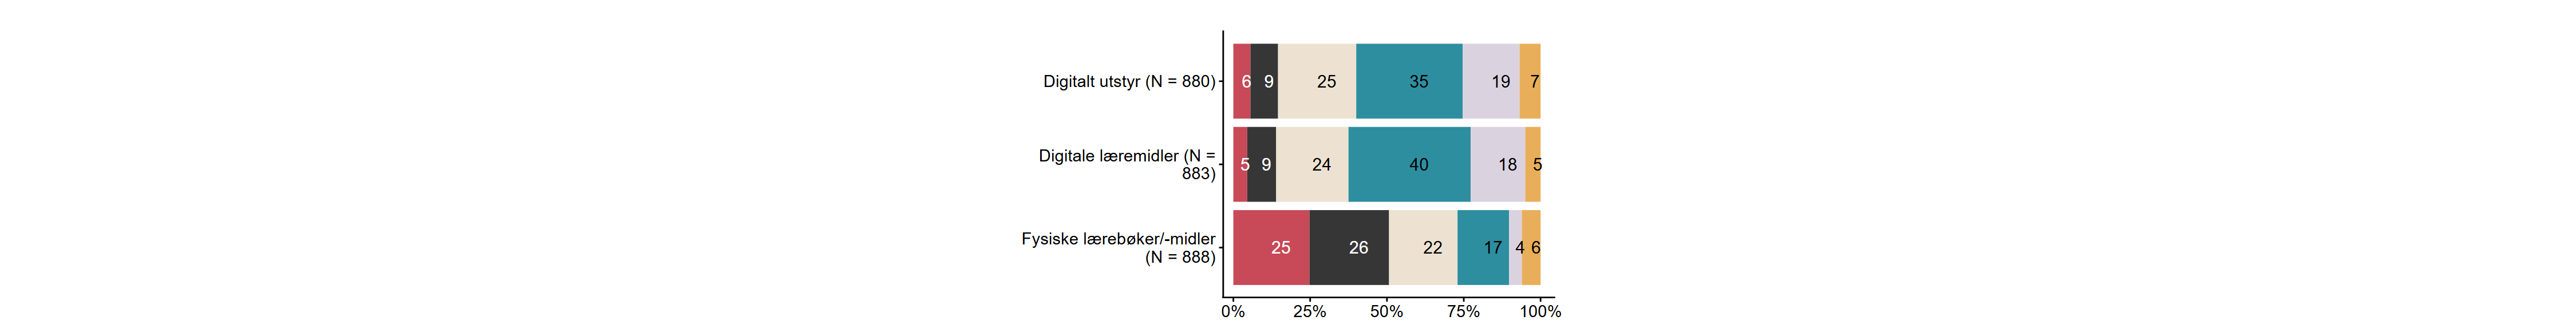 Digitalt utstyr (N = 880)
6 9 25 35 19 7
Digitale læremidler (N =
883)
5 9 24 40 18 5
Fysiske lærebøker/-midler
(N = 888)
25 26 22 17 4 6
0% 25% 50% 75% 100%